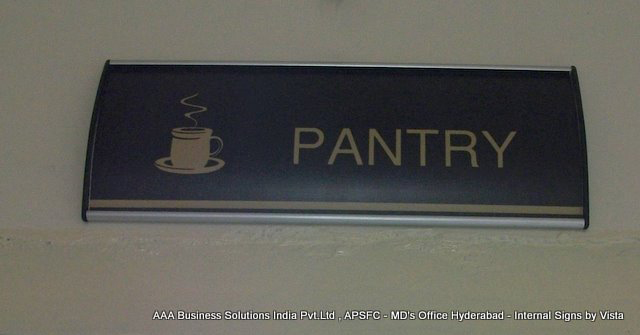 PANTRY
AAA Business Solutions India Pvt.Ltd , APSFC - MD's Office Hyderabad - Internal Signs by Vista